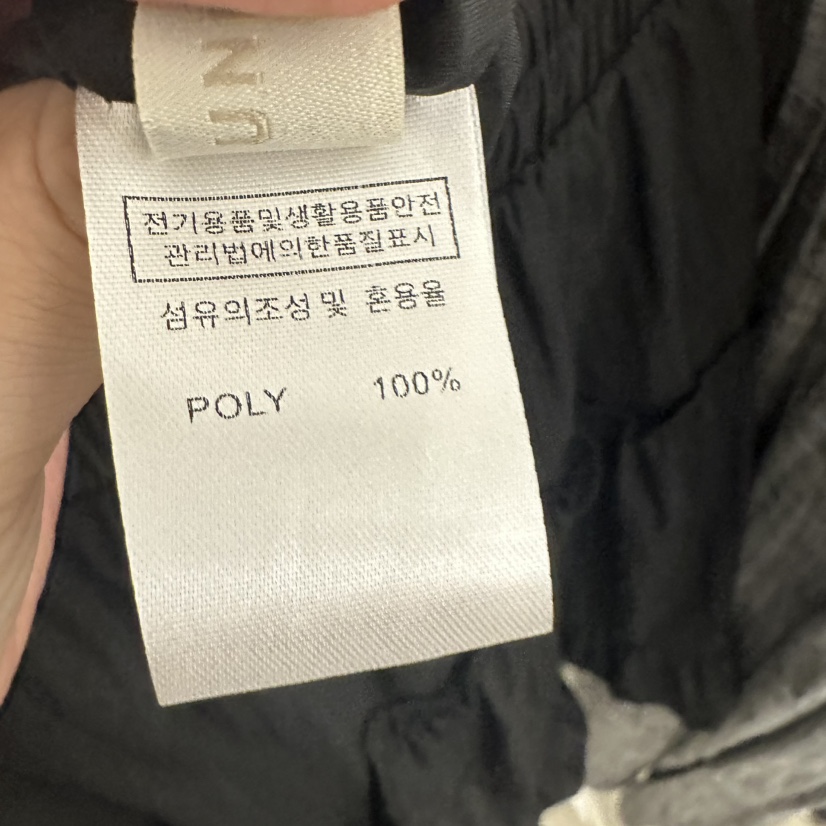 UN
전기용품및생활용품안전
관리법에의한품질표시
섬유의조성 및 혼용율
POLY 100%